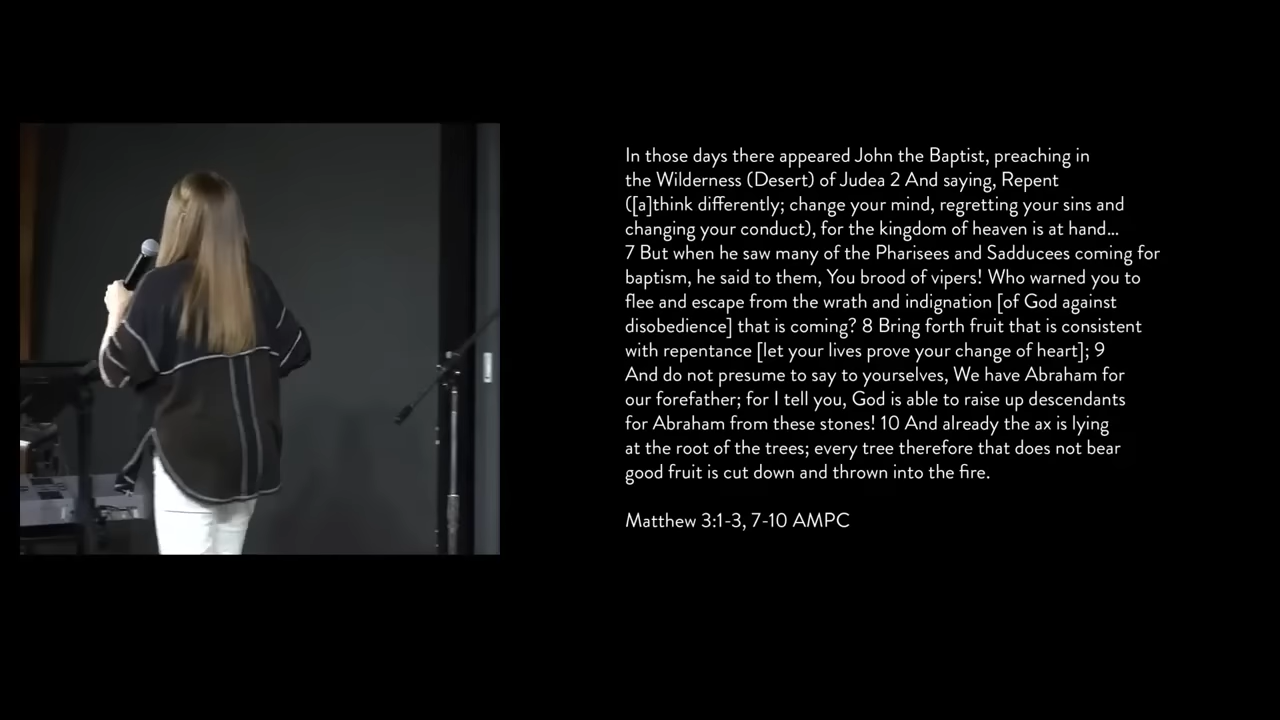 In those days there appeared John the Baptist, preaching in
the Wilderness (Desert) of Judea 2 And saying, Repent
([a]think differently; change your mind, regretting your sins and
changing your conduct), for the kingdom of heaven is at hand...
7 But when he saw many of the Pharisees and Sadducees coming for
baptism, he said to them, You brood of vipers! Who warned you to
flee and escape from the wrath and indignation [of God against
disobedience] that is coming? 8 Bring forth fruit that is consistent
with repentance [let your lives prove your change of heart]; 9
And do not presume to say to yourselves, We have Abraham for
our forefather; for I tell you, God is able to raise up descendants
for Abraham from these stones! 10 And already the ax is lying
at the root of the trees; every tree therefore that does not bear
good fruit is cut down and thrown into the fire.
Matthew 3:1-3, 7-10 AMPC